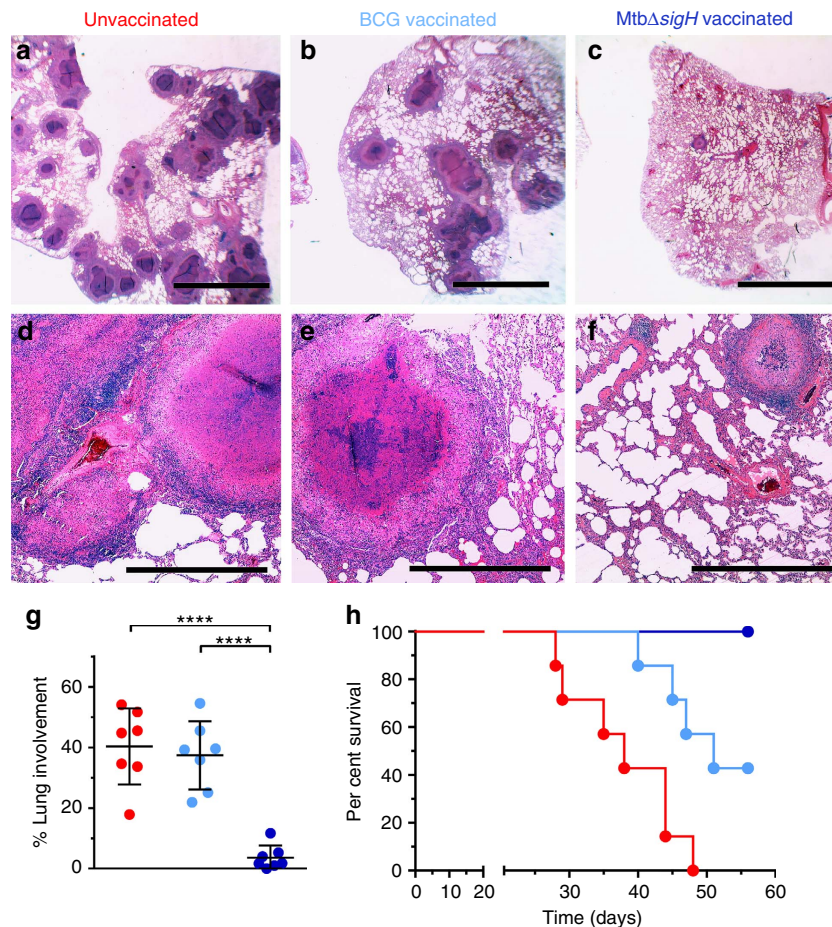 Unvaccinated
BCG vaccinated
MtbΔsigH vaccinated
a
b
c
d
e
f
g
****
****
60
40
20
0
% Lung involvement
h
100
80
60
40
20
0
Per cent survival
0 10 20 30 40 50 60
Time (days)